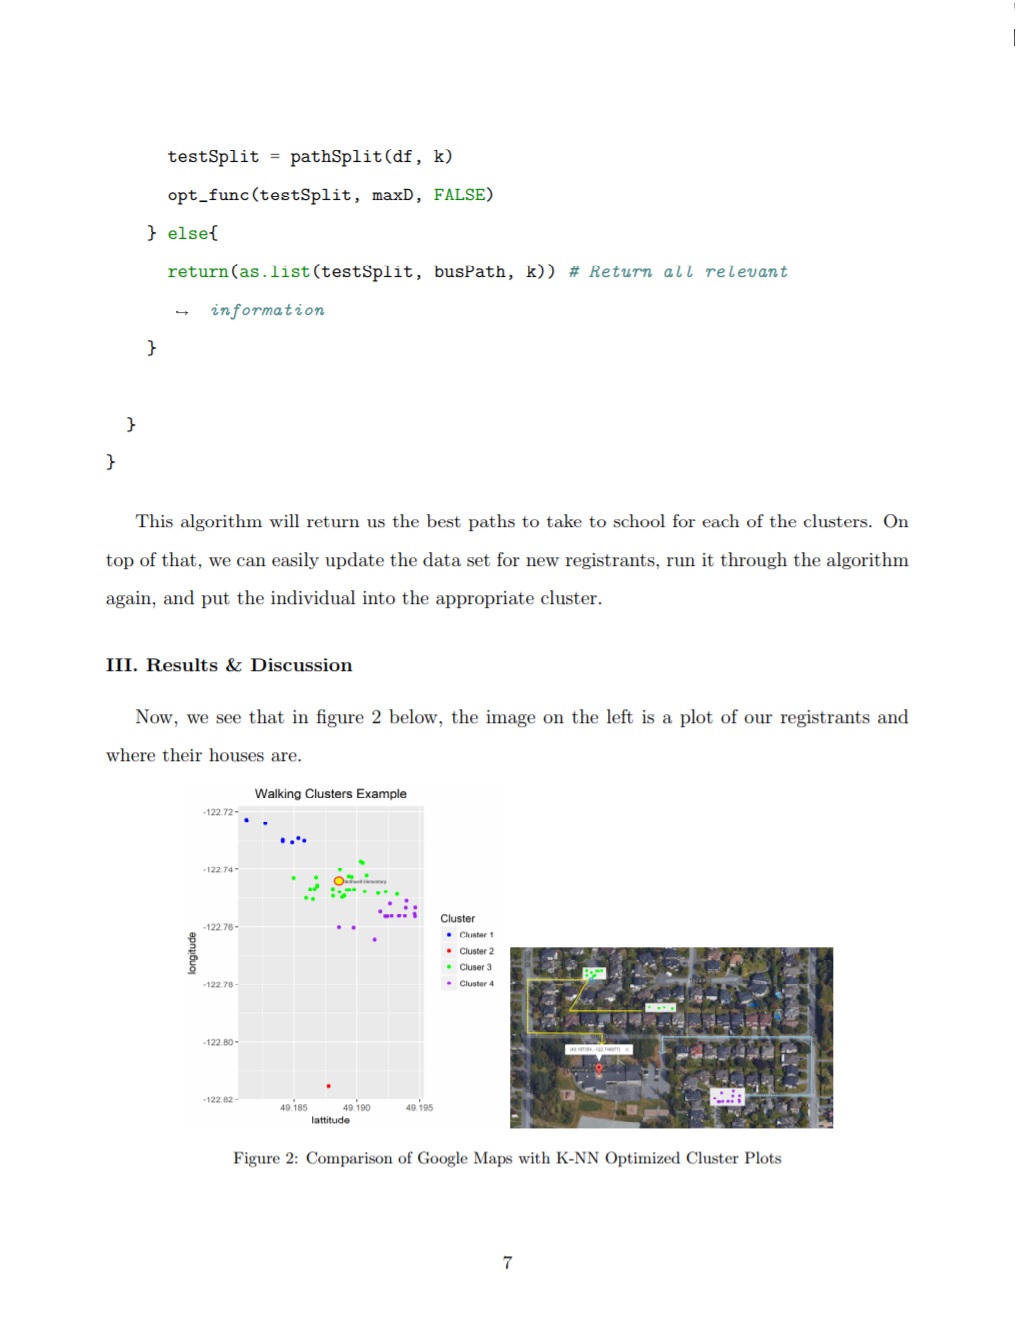 testSplit = pathSplit(df, k)
opt_func(testSplit, maxD, FALSE)
} else{
return(as.list(testSplit, busPath, k)) # Return all relevant
↪ information
}
}
}
This algorithm will return us the best paths to take to school for each of the clusters. On
top of that, we can easily update the data set for new registrants, run it through the algorithm
again, and put the individual into the appropriate cluster.
III. Results & Discussion
Now, we see that in figure 2 below, the image on the left is a plot of our registrants and
where their houses are.
Walking Clusters Example
-122.72
-122.74
-122.76
-122.78
-122.80
-122.82
longitude
Elementary
49.185
49.190
49.195
lattitude
Cluster
Cluster 1
Cluster 2
Cluser 3
Cluster 4
Figure 2: Comparison of Google Maps with K-NN Optimized Cluster Plots
7